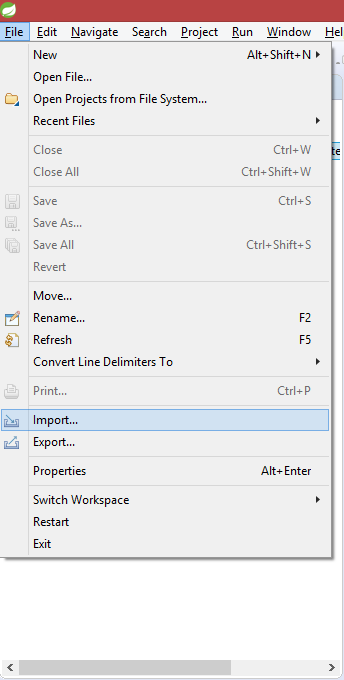 File Edit Navigate Search Project Run Window Hel
New Alt+Shift+N
Open File...
Open Projects from File System...
Recent Files
Close Ctrl+W
Close All Ctrl+Shift+W
Save Ctrl+S
Save As...
Save All Ctrl+Shift+S
Revert
Move...
Rename... F2
Refresh F5
Convert Line Delimiters To
Print... Ctrl+P
Import...
Export...
Properties Alt+Enter
Switch Workspace
Restart
Exit